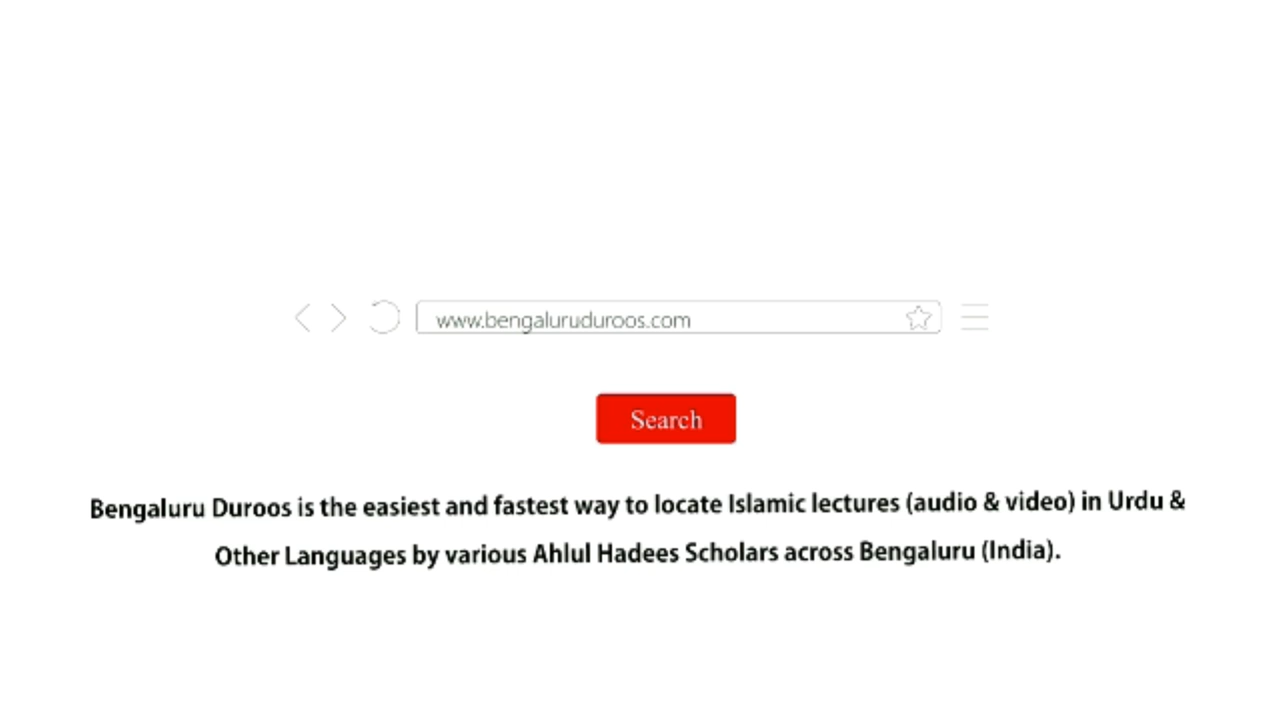 www.bengaluruduroos.com
Search
Bengaluru Duroos is the easiest and fastest way to locate Islamic lectures (audio & video) in Urdu &
Other Languages by various Ahlul Hadees Scholars across Bengaluru (India).